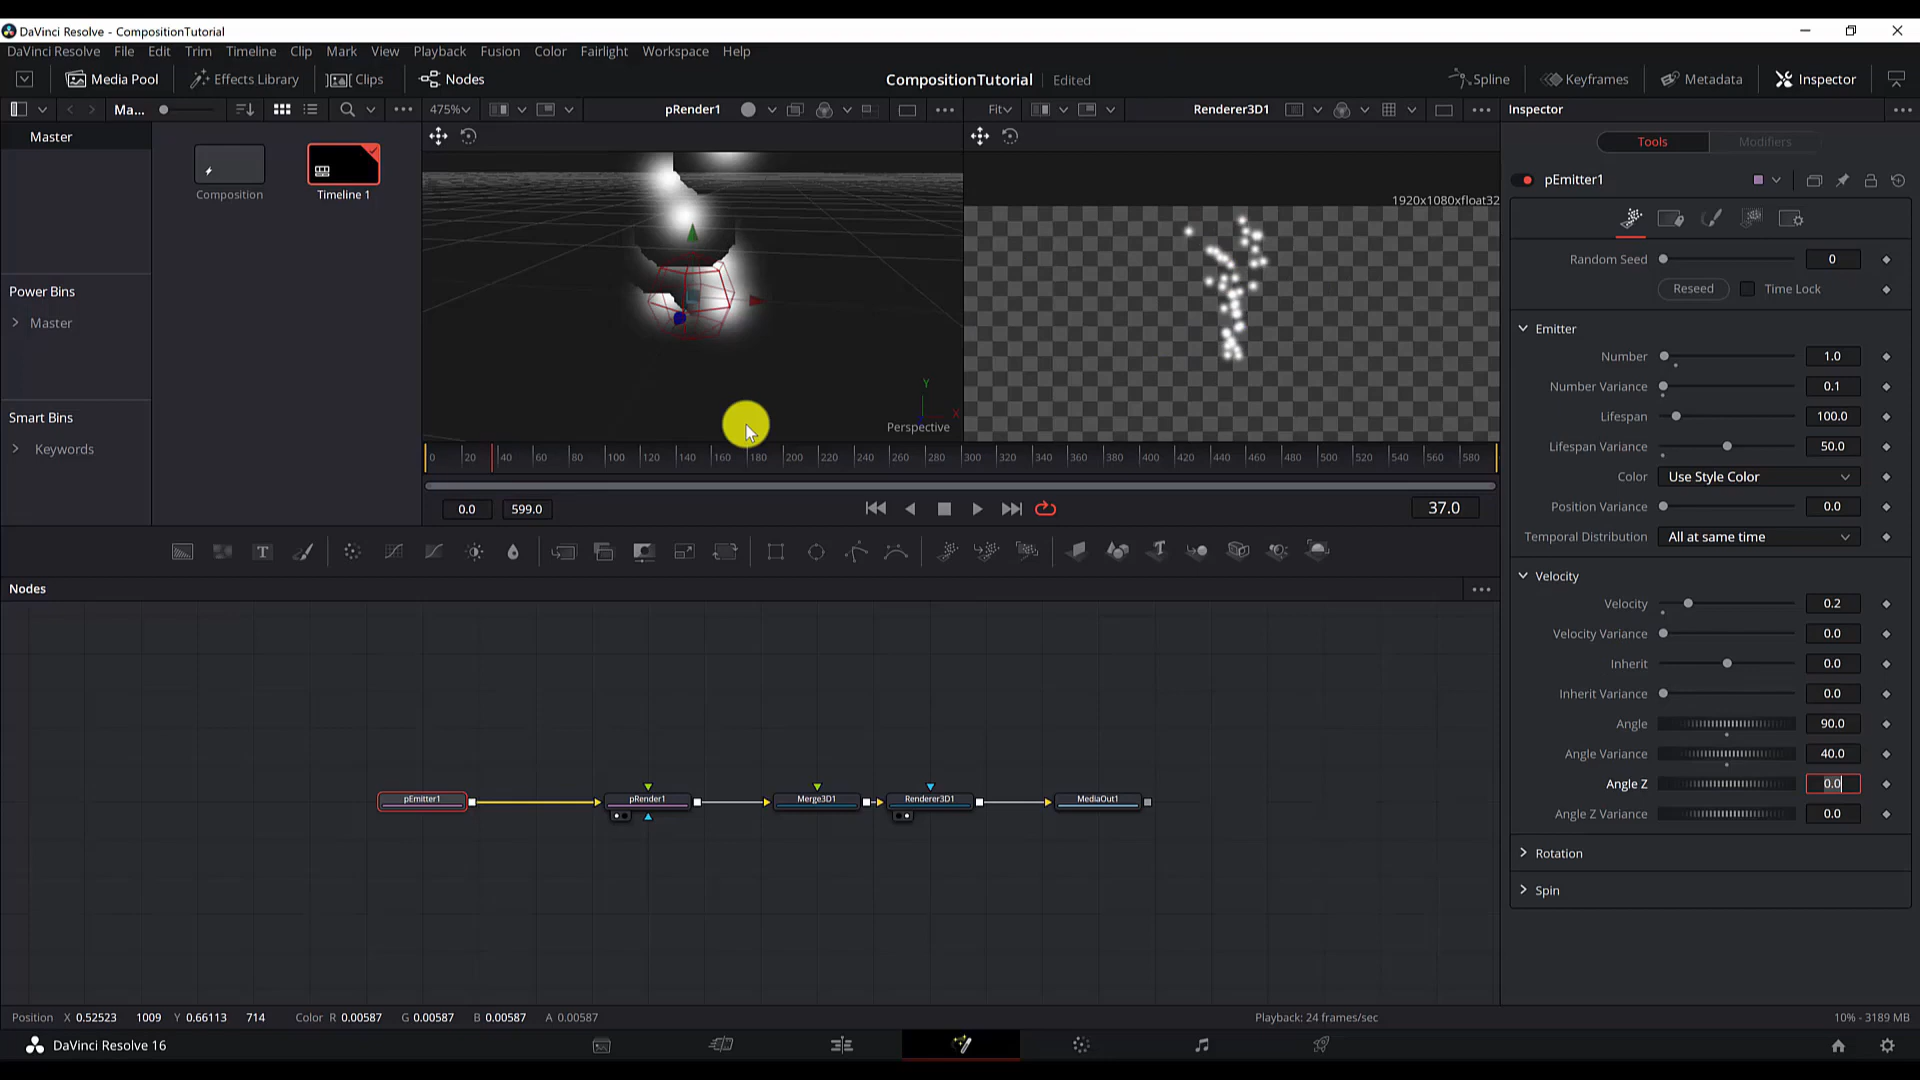 DaVinci Resolve - CompositionTutorial
DaVinci Resolve File Edit Trim Timeline Clip Mark View Playback Fusion Color Fairlight Workspace Help
Media Pool Effects Library Clips Nodes CompositionTutorial Edited Spline Keyframes Metadata Inspector
Ma... 475% pRender1 Fit Renderer3D1 Inspector
Master
Composition
Timeline 1
Power Bins
Master
Smart Bins
Keywords
Y
X
Perspective
1920x1080xfloat32
0 20 40 60 80 100 120 140 160 180 200 220 240 260 280 300 320 340 360 380 400 420 440 460 480 500 520 540 560 580
0.0 599.0 37.0
Tools Modifiers
pEmitter1
Random Seed 0
Reseed Time Lock
Emitter
Number 1.0
Number Variance 0.1
Lifespan 100.0
Lifespan Variance 50.0
Color Use Style Color
Position Variance 0.0
Temporal Distribution All at same time
Velocity
Velocity 0.2
Velocity Variance 0.0
Inherit 0.0
Inherit Variance 0.0
Angle 90.0
Angle Variance 40.0
Angle Z 0.0
Angle Z Variance 0.0
Rotation
Spin
T
Nodes
pEmitter1 pRender1 Merge3D1 Renderer3D1 MediaOut1
Position X 0.52523 1009 Y 0.66113 714 Color R 0.00587 G 0.00587 B 0.00587 A 0.00587 Playback: 24 frames/sec 10% - 3189 MB
DaVinci Resolve 16